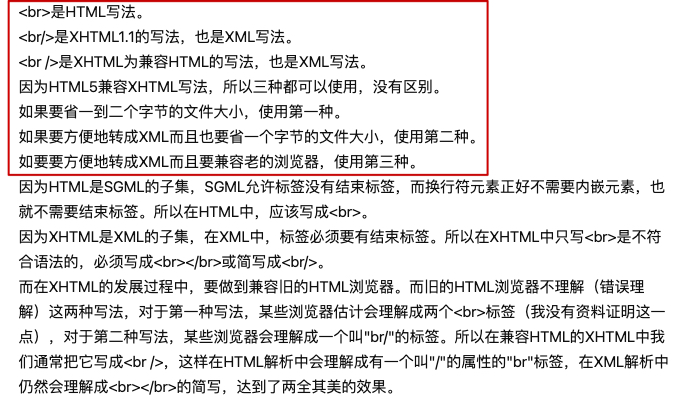 <br>是HTML写法。
<br/>是XHTML1.1的写法，也是XML写法。
<br />是XHTML为兼容HTML的写法，也是XML写法。
因为HTML5兼容XHTML写法，所以三种都可以使用，没有区别。
如果要省一到二个字节的文件大小，使用第一种。
如果要方便地转成XML而且也要省一个字节的文件大小，使用第二种。
如要要方便地转成XML而且要兼容老的浏览器，使用第三种。
因为HTML是SGML的子集，SGML允许标签没有结束标签，而换行符元素正好不需要内嵌元素，也
就不需要结束标签。所以在HTML中，应该写成<br>。
因为XHTML是XML的子集，在XML中，标签必须要有结束标签。所以在XHTML中只写<br>是不符
合语法的，必须写成<br></br>或简写成<br/>。
而在XHTML的发展过程中，要做到兼容旧的HTML浏览器。而旧的HTML浏览器不理解（错误理
解）这两种写法，对于第一种写法，某些浏览器估计会理解成两个<br>标签（我没有资料证明这一
点），对于第二种写法，某些浏览器会理解成一个叫"br/"的标签。所以在兼容HTML的XHTML中我
们通常把它写成<br />，这样在HTML解析中会理解成有一个叫"/"的属性的"br"标签，在XML解析中
仍然会理解成<br></br>的简写，达到了两全其美的效果。